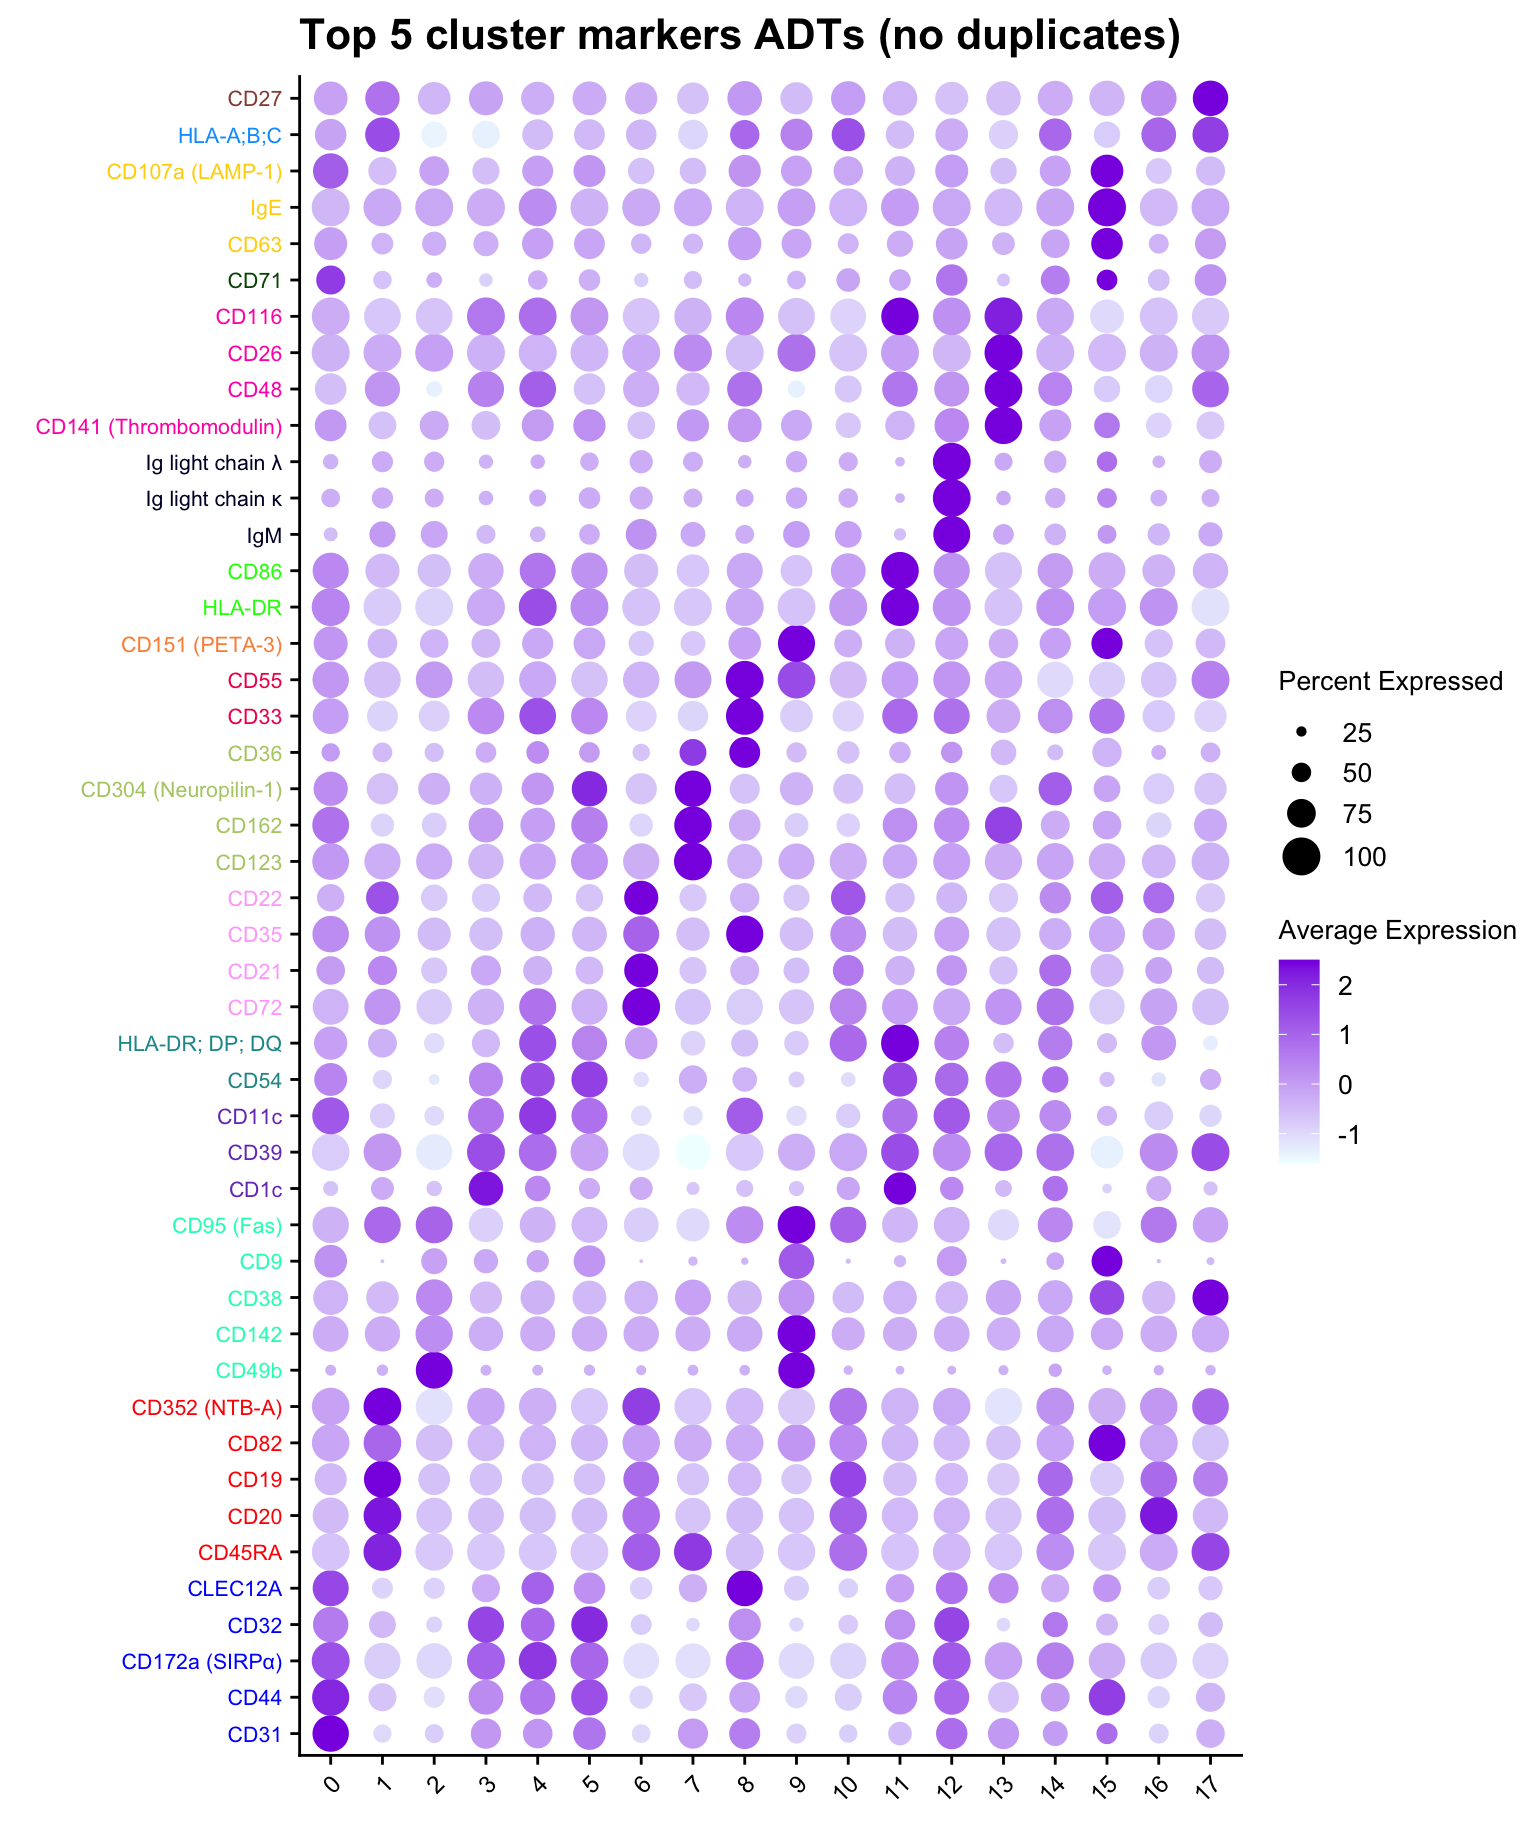 Top 5 cluster markers ADTs (no duplicates)
CD27
HLA-A;B;C
CD107a (LAMP-1)
IgE
CD63
CD71
CD116
CD26
CD48
CD141 (Thrombomodulin)
Ig light chain λ
Ig light chain κ
IgM
CD86
HLA-DR
CD151 (PETA-3)
CD55
CD33
CD36
CD304 (Neuropilin-1)
CD162
CD123
CD22
CD35
CD21
CD72
HLA-DR; DP; DQ
CD54
CD11c
CD39
CD1c
CD95 (Fas)
CD9
CD38
CD142
CD49b
CD352 (NTB-A)
CD82
CD19
CD20
CD45RA
CLEC12A
CD32
CD172a (SIRPα)
CD44
CD31
0 1 2 3 4 5 6 7 8 9 10 11 12 13 14 15 16 17
Percent Expressed
25
50
75
100
Average Expression
2
1
0
-1